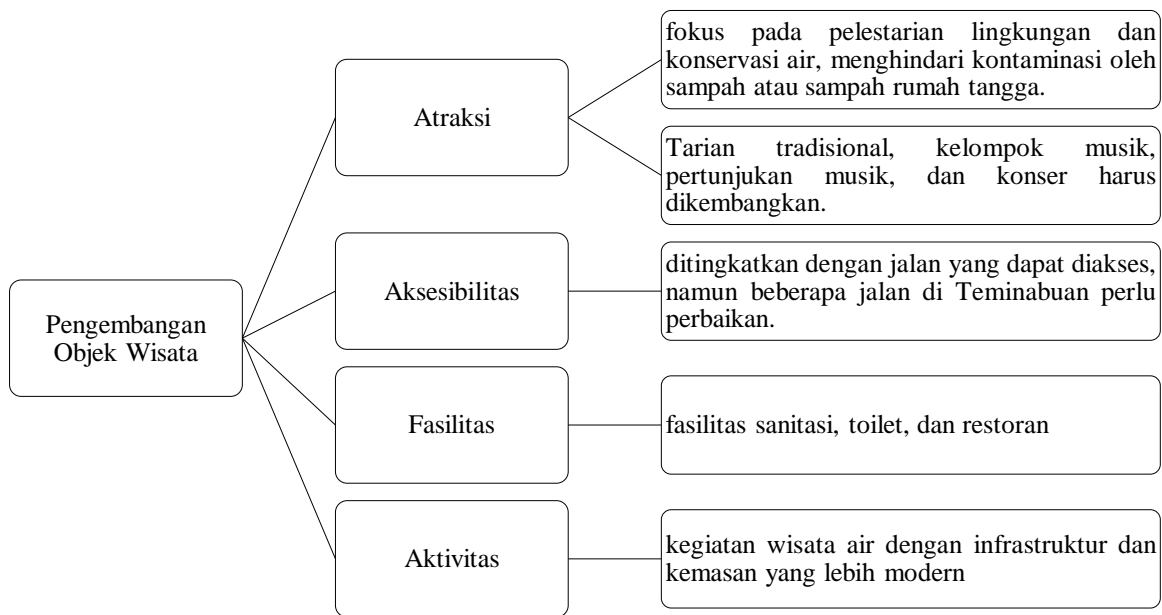 fokus pada pelestarian lingkungan dan
konservasi air, menghindari kontaminasi oleh
sampah atau sampah rumah tangga.
Atraksi
Tarian tradisional, kelompok musik,
pertunjukan musik, dan konser harus
dikembangkan.
Aksesibilitas
ditingkatkan dengan jalan yang dapat diakses,
namun beberapa jalan di Teminabuan perlu
perbaikan.
Pengembangan
Objek Wisata
Fasilitas
fasilitas sanitasi, toilet, dan restoran
Aktivitas
kegiatan wisata air dengan infrastruktur dan
kemasan yang lebih modern